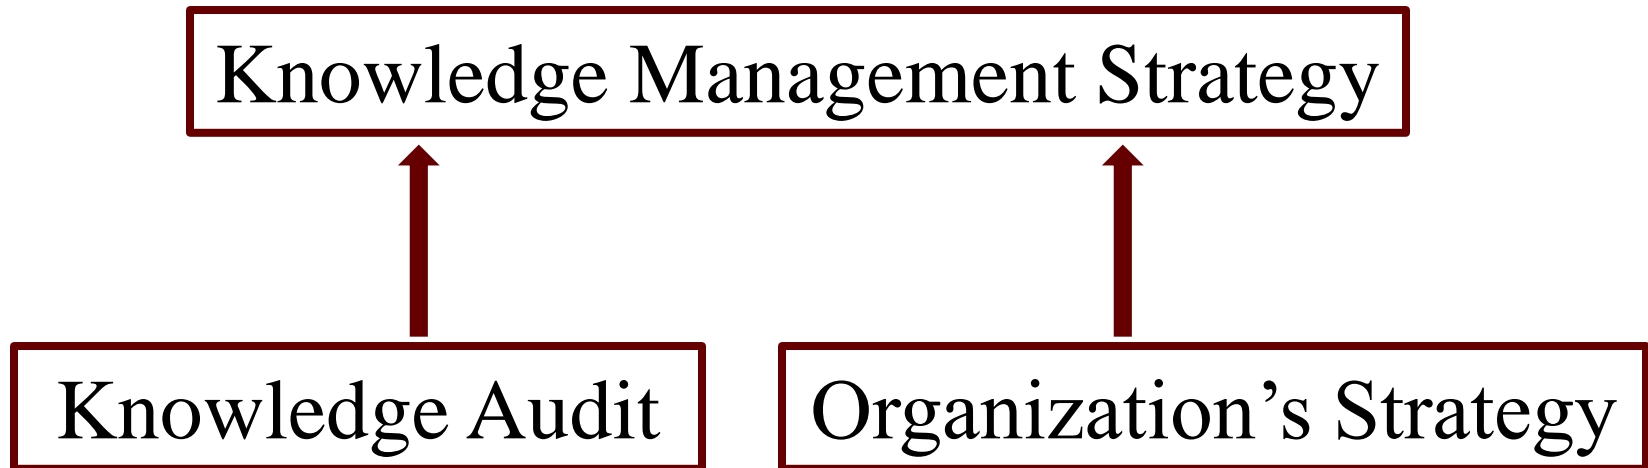 Knowledge Management Strategy
Knowledge Audit
Organization’s Strategy